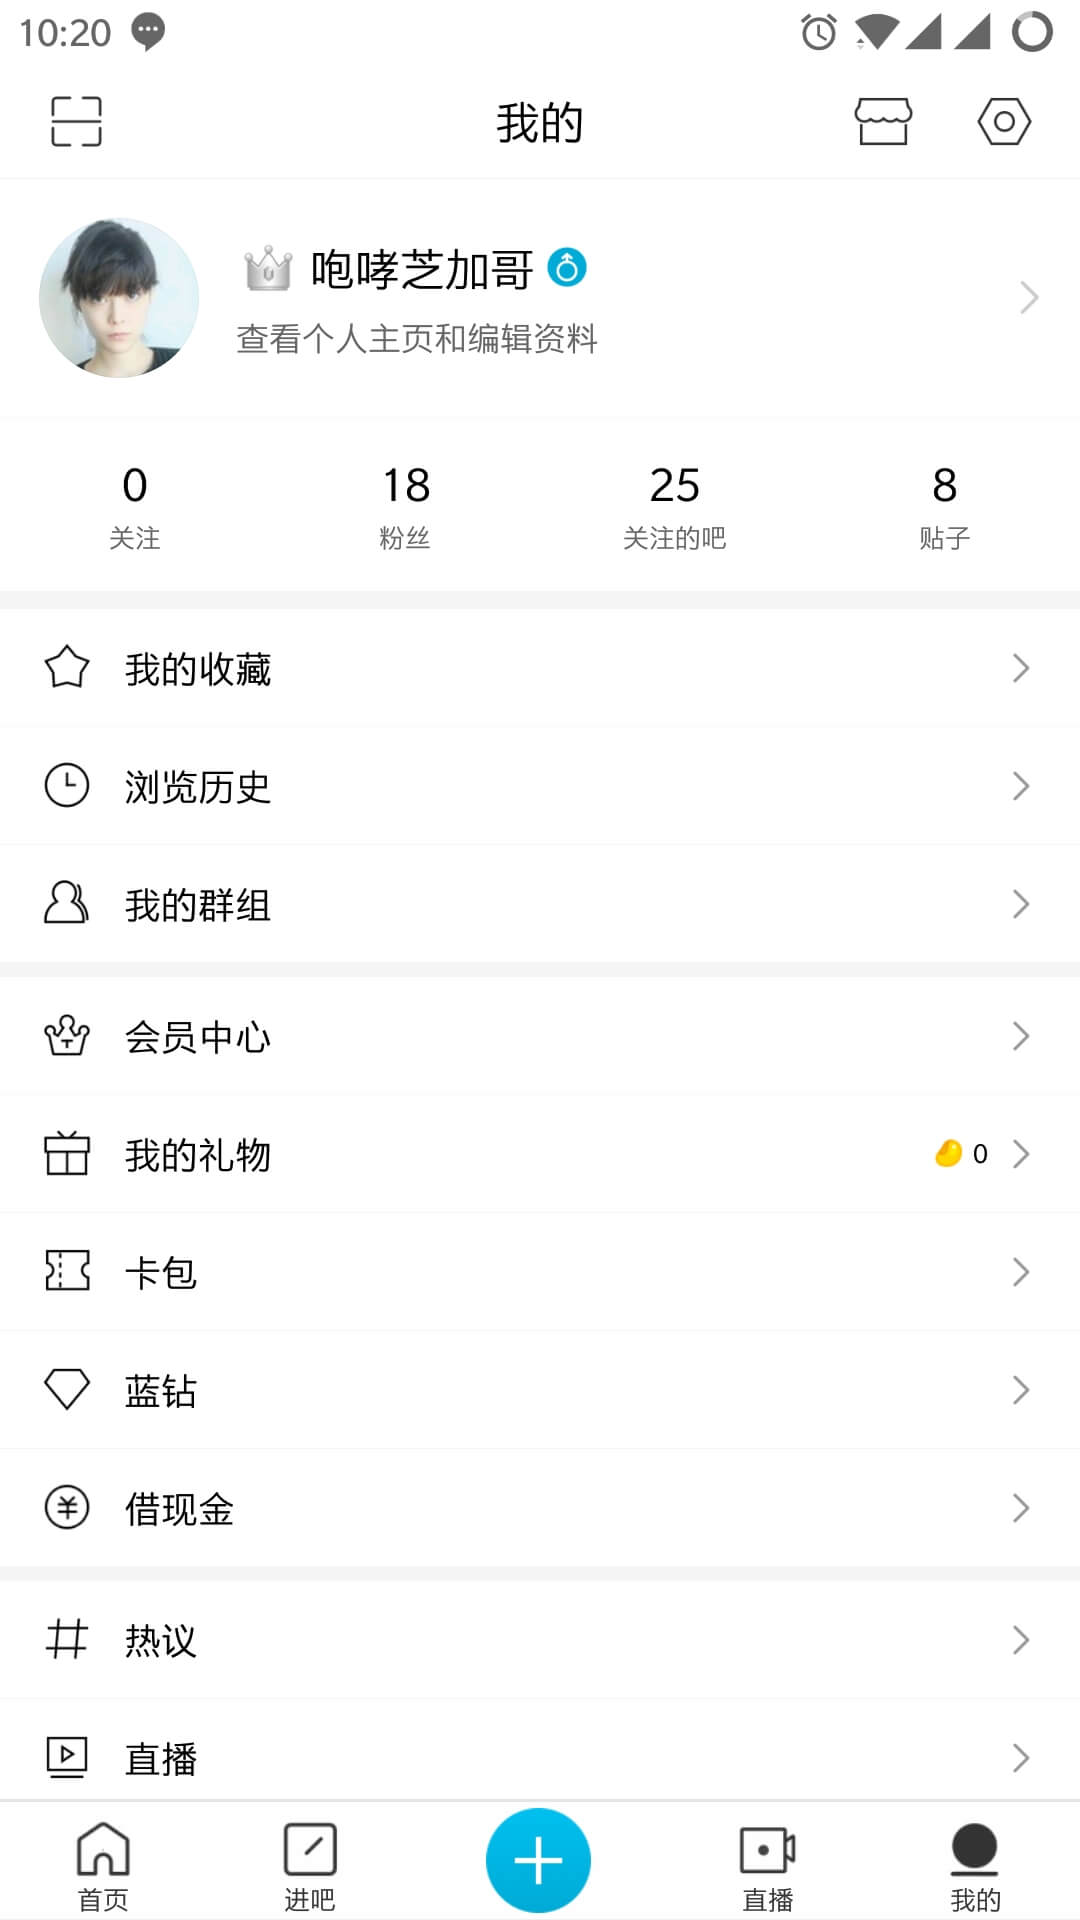 10:20
我的
咆哮芝加哥
查看个人主页和编辑资料
0 18 25 8
关注 粉丝 关注的吧 贴子
我的收藏
浏览历史
我的群组
会员中心
我的礼物 0
卡包
蓝钻
借现金
热议
直播
首页 进吧 直播 我的